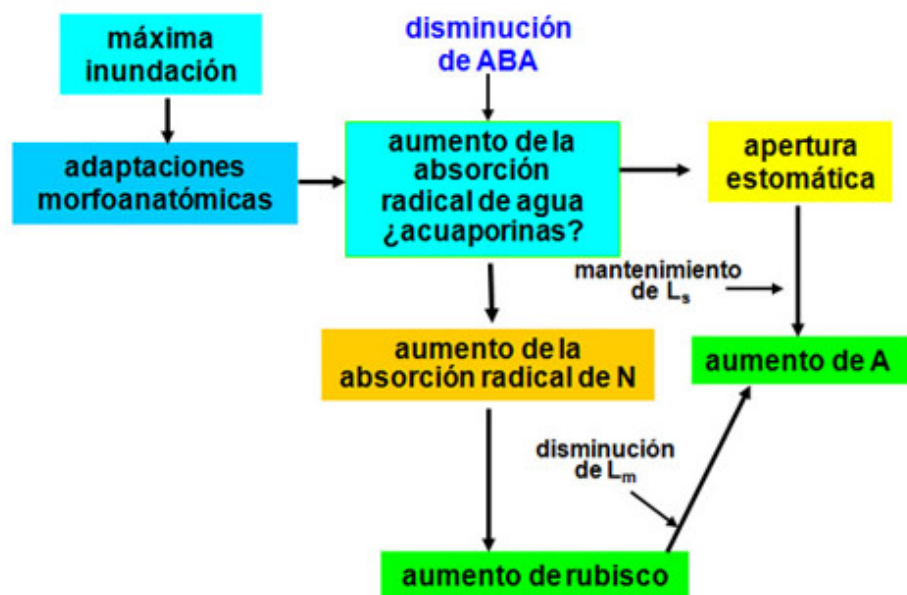 máxima
inundación
disminución
de ABA
adaptaciones
morfoanatómicas
aumento de la
absorción
radical de agua
¿acuaporinas?
apertura
estomática
mantenimiento
de Ls
aumento de la
absorción radical de N
aumento de A
disminución
de Lm
aumento de rubisco